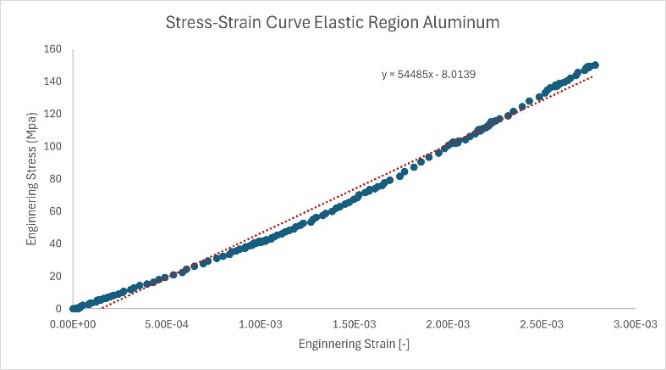 Stress-Strain Curve Elastic Region Aluminum
160
y = 54485x - 8.0139
140
120
100
80
60
40
20
0
Enginnering Stress (Mpa)
0.00E+00 5.00E-04 1.00E-03 1.50E-03 2.00E-03 2.50E-03 3.00E-03
Enginnering Strain [-]